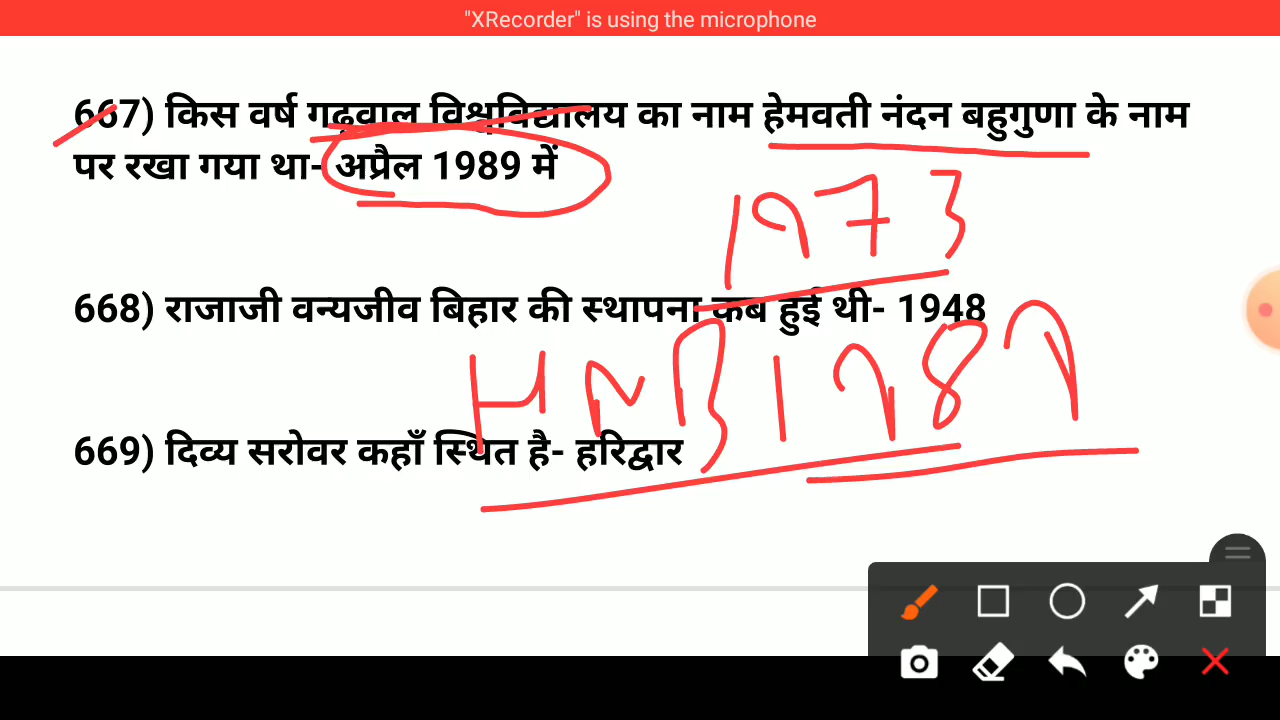 "XRecorder" is using the microphone
667) किस वर्ष गढ़वाल विश्वविद्यालय का नाम हेमवती नंदन बहुगुणा के नाम
पर रखा गया था- अप्रैल 1989 में
1973
668) राजाजी वन्यजीव बिहार की स्थापना कब हुई थी- 1948
HNB 1989
669) दिव्य सरोवर कहाँ स्थित है- हरिद्वार